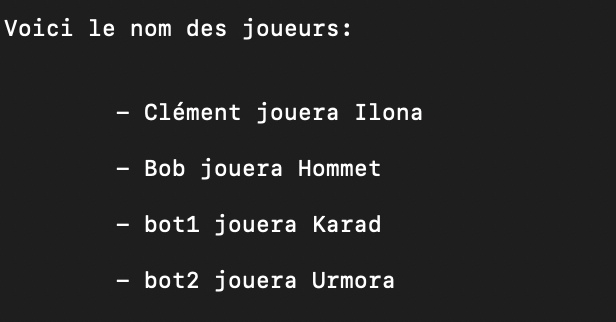 Voici le nom des joueurs:
– Clément jouera Ilona
– Bob jouera Hommet
– bot1 jouera Karad
– bot2 jouera Urmora